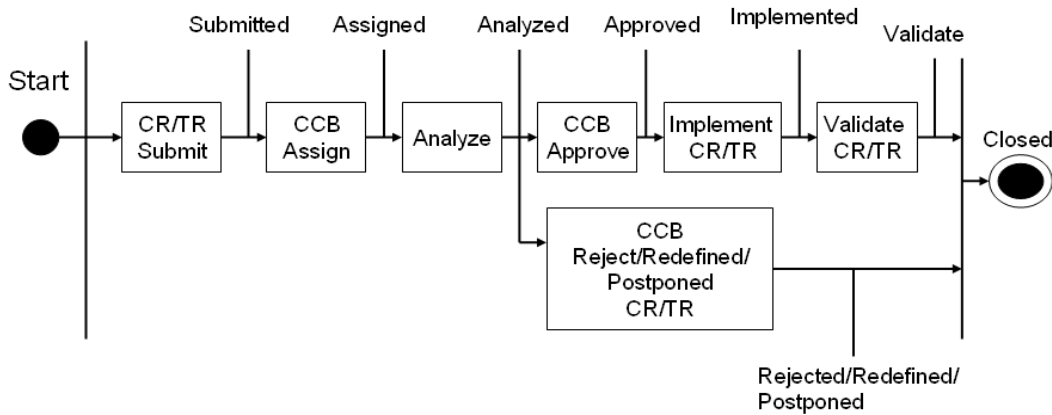 Submitted
Assigned
Analyzed
Approved
Implemented
Validate
Start
CR/TR
Submit
CCB
Assign
Analyze
CCB
Approve
Implement
CR/TR
Validate
CR/TR
Closed
CCB
Reject/Redefined/
Postponed
CR/TR
Rejected/Redefined/
Postponed